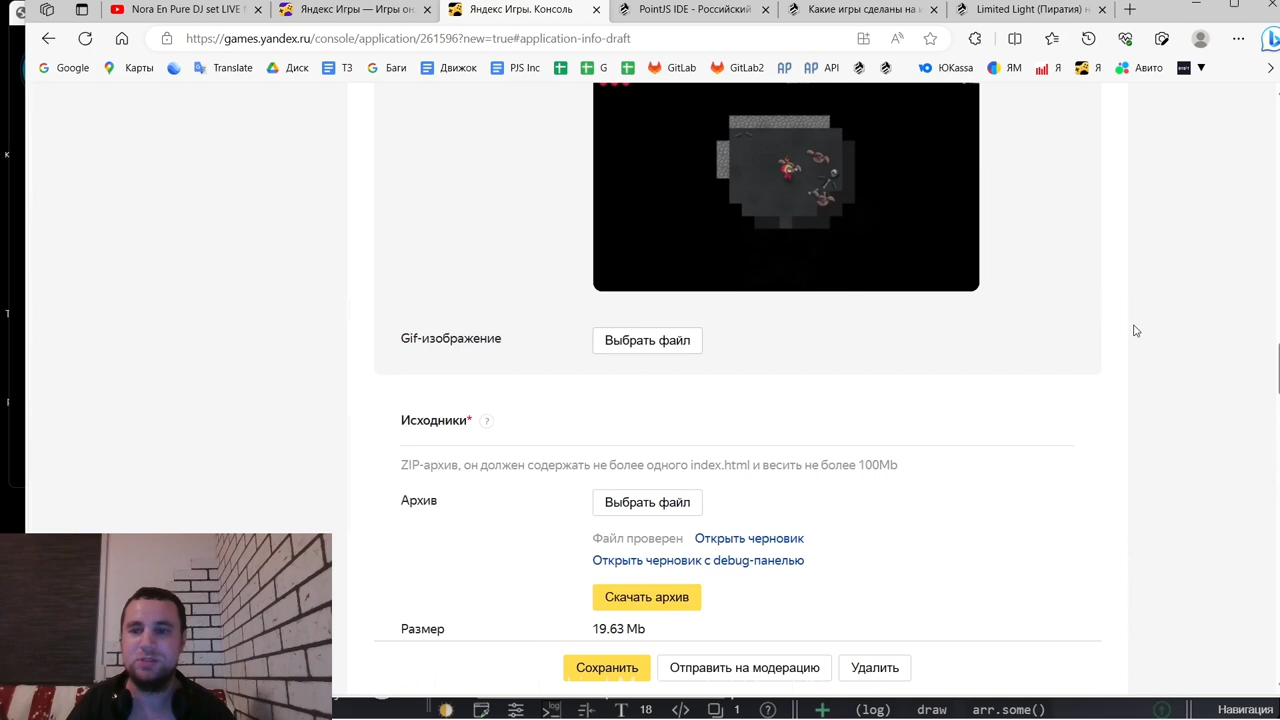 Nora En Pure DJ set LIVE f
Яндекс Игры — Игры он
Яндекс Игры. Консоль
PointJS IDE - Российский
Какие игры сделаны на и
Limited Light (Пиратия) н
https://games.yandex.ru/console/application/261596?new=true#application-info-draft
Google Карты Translate Диск ТЗ Баги Движок PJS Inc G GitLab GitLab2 AP AP API ЮKassa ЯМ Я Я Авито
Gif-изображение
Выбрать файл
Исходники* ?
ZIP-архив, он должен содержать не более одного index.html и весить не более 100Mb
Архив
Выбрать файл
Файл проверен Открыть черновик
Открыть черновик с debug-панелью
Скачать архив
Размер 19.63 Mb
Сохранить Отправить на модерацию Удалить
log T 18 </> 1 ? + (log) draw arr.some() Навигация